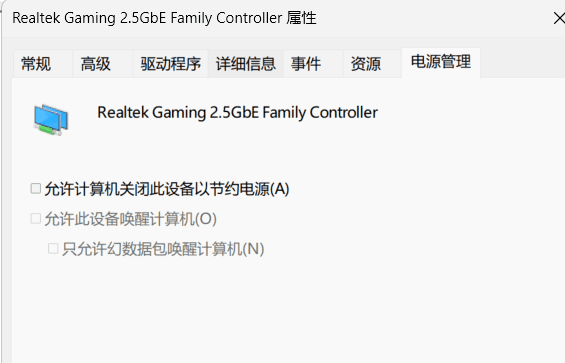 Realtek Gaming 2.5GbE Family Controller 属性
常规 高级 驱动程序 详细信息 事件 资源 电源管理
Realtek Gaming 2.5GbE Family Controller
允许计算机关闭此设备以节约电源(A)
允许此设备唤醒计算机(O)
只允许幻数据包唤醒计算机(N)